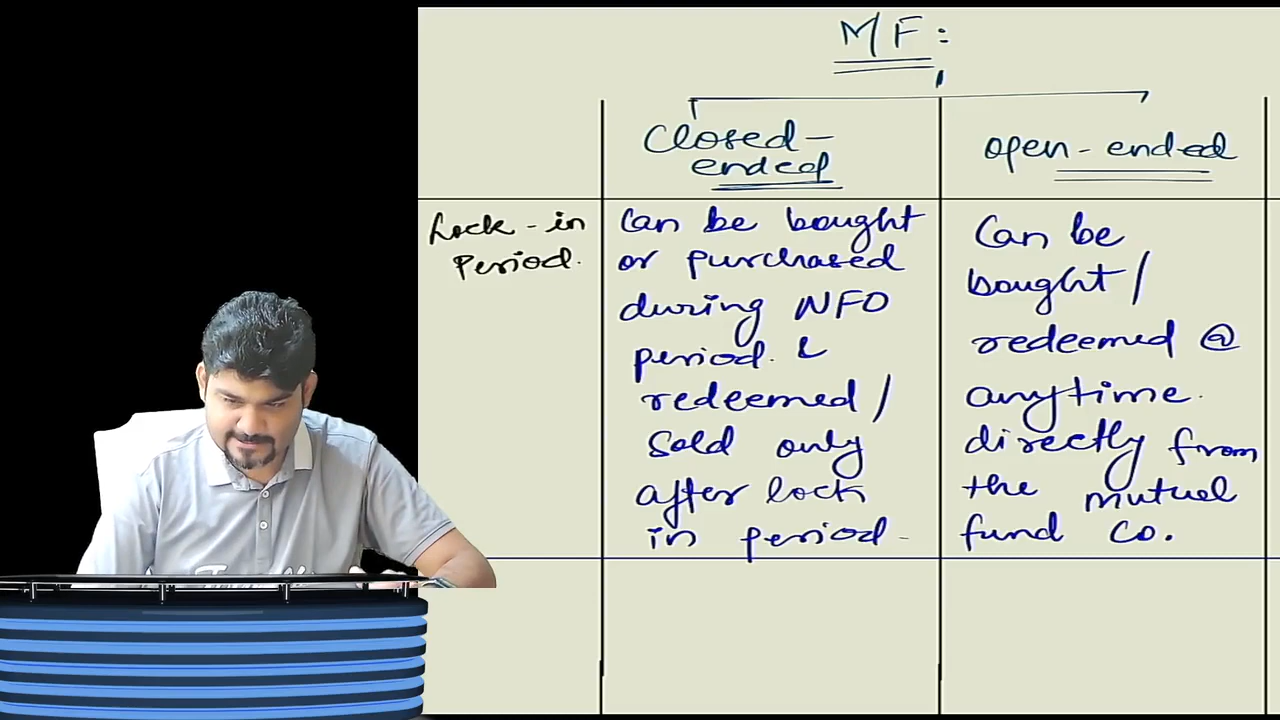 MF:
Closed-
ended
open-ended
Lock-in
Period.
Can be bought
or purchased
during NFO
period. &
redeemed/
Sold only
after lock
in period-
Can be
bought/
redeemed @
anytime.
directly from
the mutual
fund Co.